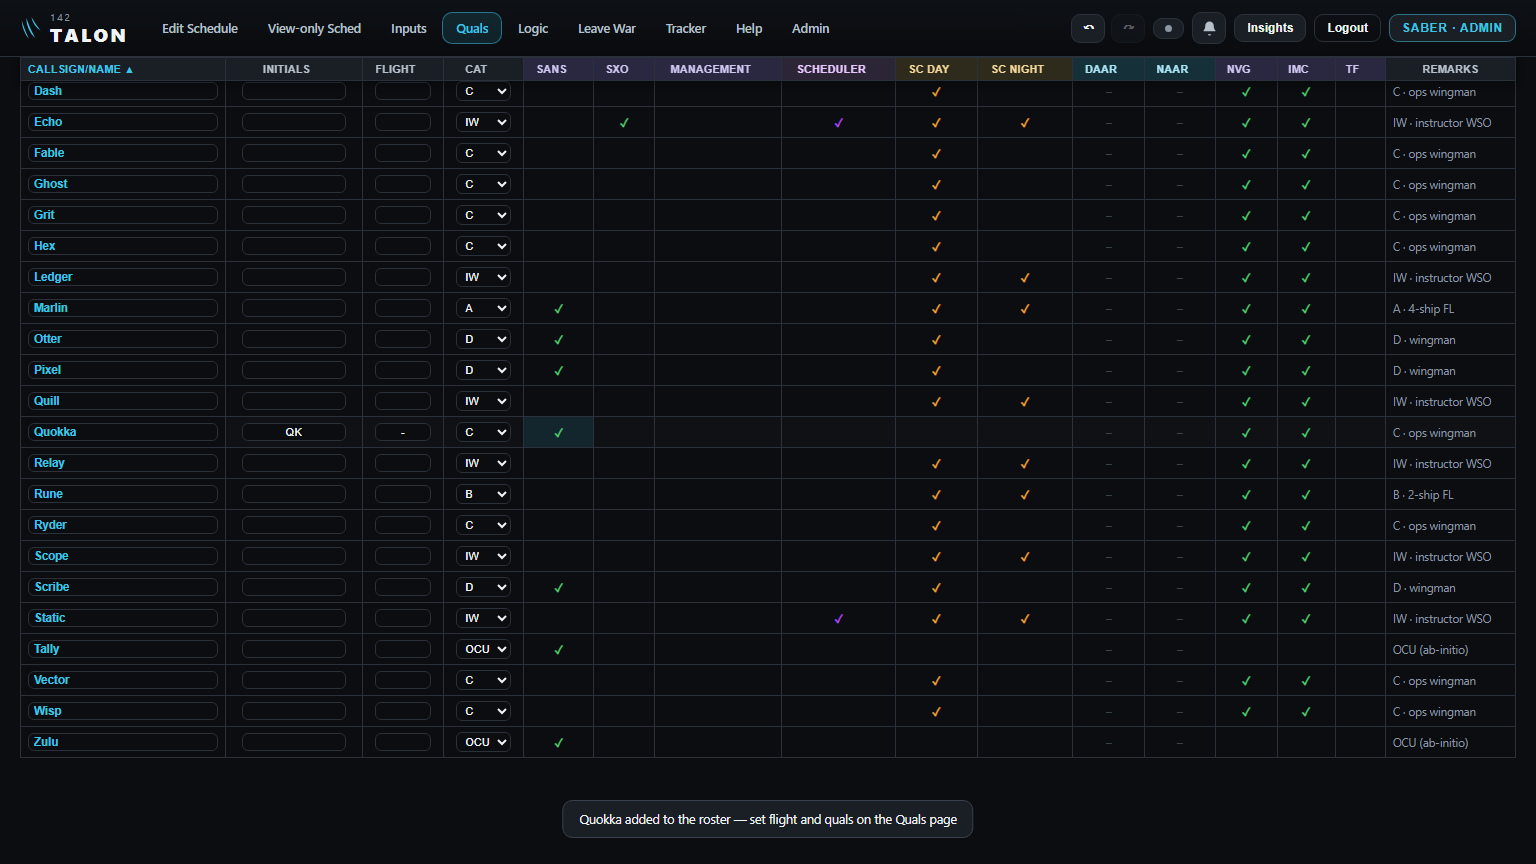 142
TALON
Edit Schedule View-only Sched Inputs Quals Logic Leave War Tracker Help Admin
Insights Logout SABER · ADMIN
CALLSIGN/NAME ▲ INITIALS FLIGHT CAT SANS SXO MANAGEMENT SCHEDULER SC DAY SC NIGHT DAAR NAAR NVG IMC TF REMARKS
Dash C ✓ – – ✓ ✓ C · ops wingman
Echo IW ✓ ✓ ✓ ✓ – – ✓ ✓ IW · instructor WSO
Fable C ✓ – – ✓ ✓ C · ops wingman
Ghost C ✓ – – ✓ ✓ C · ops wingman
Grit C ✓ – – ✓ ✓ C · ops wingman
Hex C ✓ – – ✓ ✓ C · ops wingman
Ledger IW ✓ ✓ – – ✓ ✓ IW · instructor WSO
Marlin A ✓ ✓ ✓ – – ✓ ✓ A · 4-ship FL
Otter D ✓ ✓ – – ✓ ✓ D · wingman
Pixel D ✓ ✓ – – ✓ ✓ D · wingman
Quill IW ✓ ✓ – – ✓ ✓ IW · instructor WSO
Quokka QK - C ✓ – – ✓ ✓ C · ops wingman
Relay IW ✓ ✓ – – ✓ ✓ IW · instructor WSO
Rune B ✓ ✓ – – ✓ ✓ B · 2-ship FL
Ryder C ✓ – – ✓ ✓ C · ops wingman
Scope IW ✓ ✓ – – ✓ ✓ IW · instructor WSO
Scribe D ✓ ✓ – – ✓ ✓ D · wingman
Static IW ✓ ✓ ✓ – – ✓ ✓ IW · instructor WSO
Tally OCU ✓ – – OCU (ab-initio)
Vector C ✓ – – ✓ ✓ C · ops wingman
Wisp C ✓ – – ✓ ✓ C · ops wingman
Zulu OCU ✓ – – OCU (ab-initio)
Quokka added to the roster — set flight and quals on the Quals page